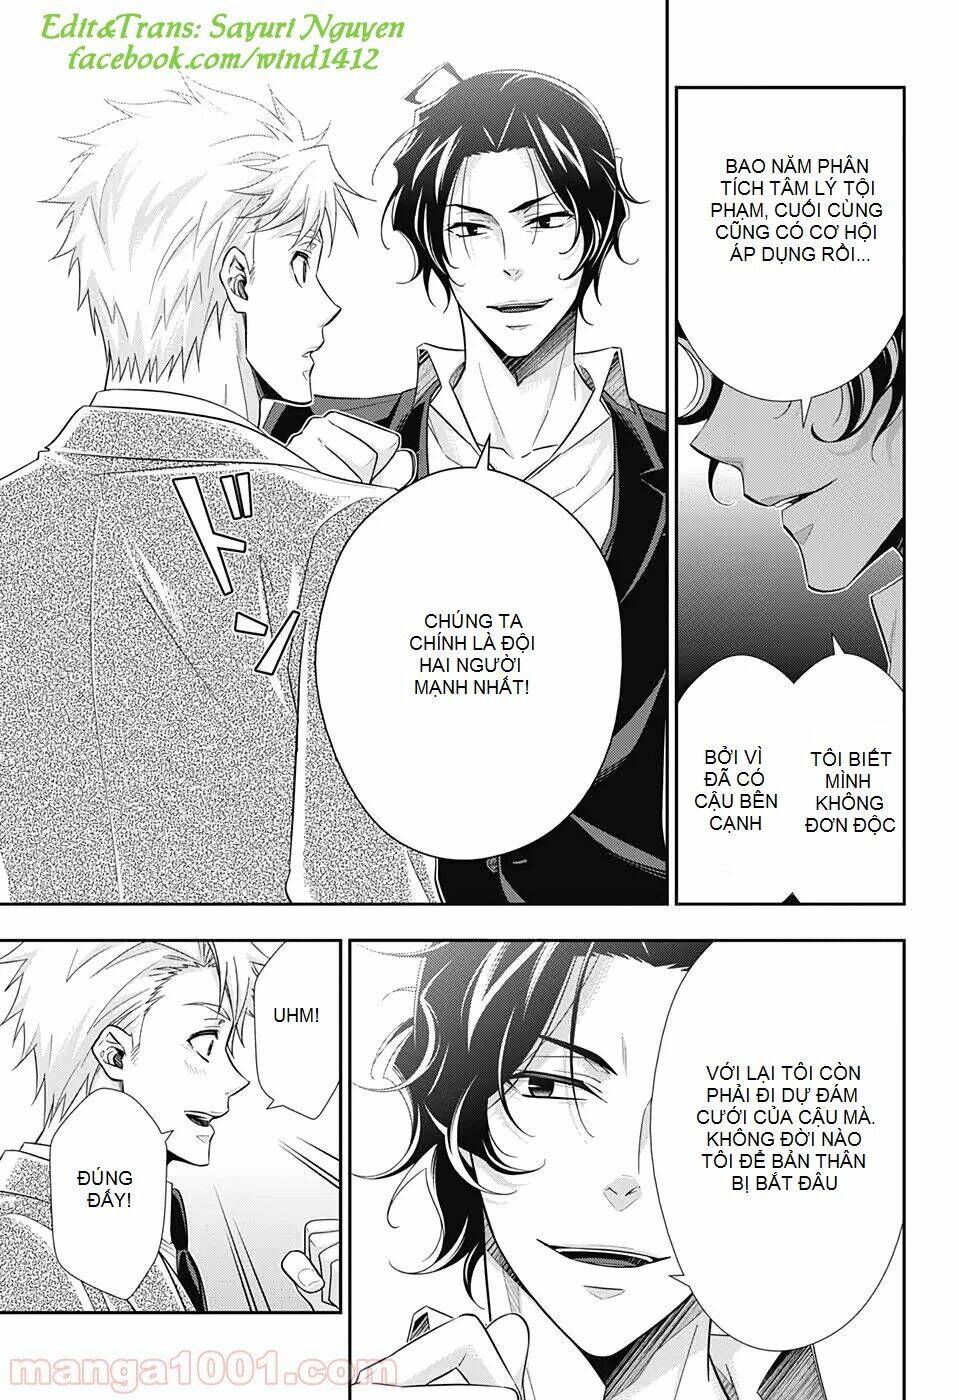 Edit&Trans: Sayuri Nguyen
facebook.com/wind1412
BAO NĂM PHÂN
TÍCH TÂM LÝ TỘI
PHẠM, CUỐI CÙNG
CŨNG CÓ CƠ HỘI
ÁP DỤNG RỒI...
TÔI BIẾT
MÌNH
KHÔNG
ĐƠN ĐỘC
BỞI VÌ
ĐÃ CÓ
CẬU BÊN
CẠNH
CHÚNG TA
CHÍNH LÀ ĐỘI
HAI NGƯỜI
MẠNH NHẤT!
ドン
ドン
VỚI LẠI TÔI CÒN
PHẢI ĐI DỰ ĐÁM
CƯỚI CỦA CẬU MÀ.
KHÔNG ĐỜI NÀO
TÔI ĐỂ BẢN THÂN
BỊ BẮT ĐÂU
UHM!
ĐÚNG
ĐẤY!
manga1001.com